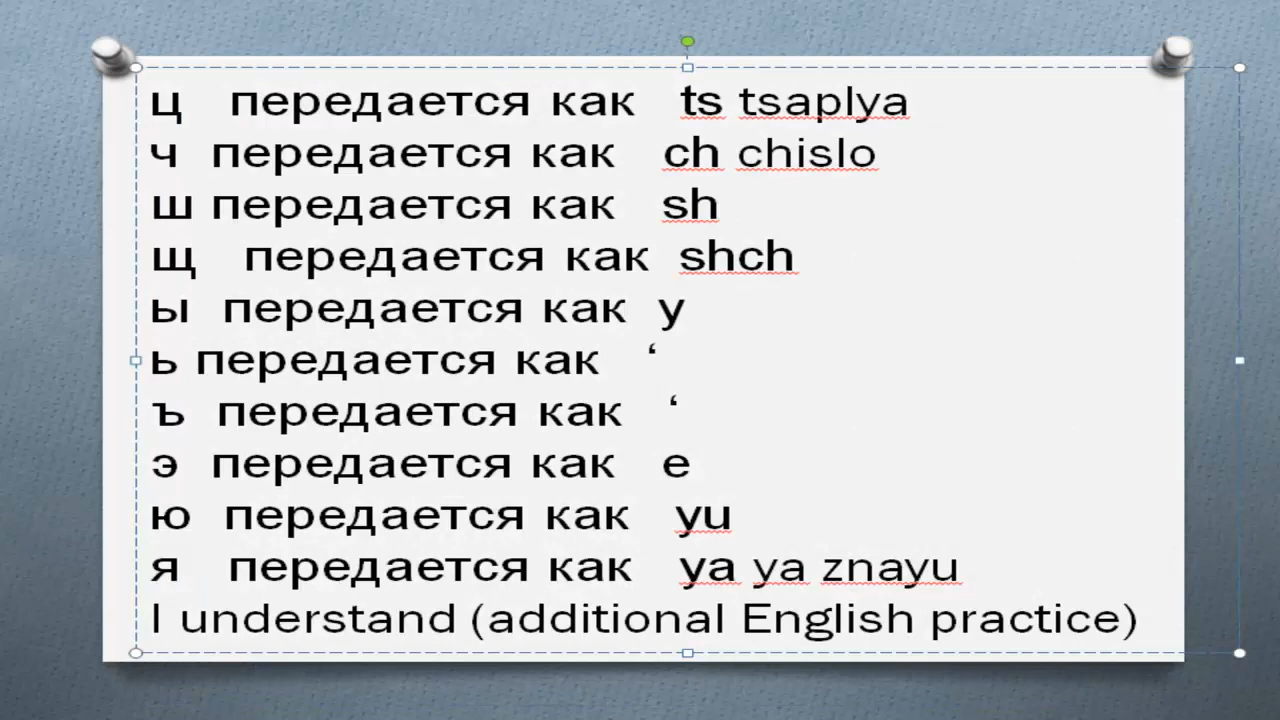 ц передается как ts tsaplya
ч передается как ch chislo
ш передается как sh
щ передается как shch
ы передается как y
ь передается как ‘
ъ передается как ‘
э передается как e
ю передается как yu
я передается как ya ya znayu
I understand (additional English practice)